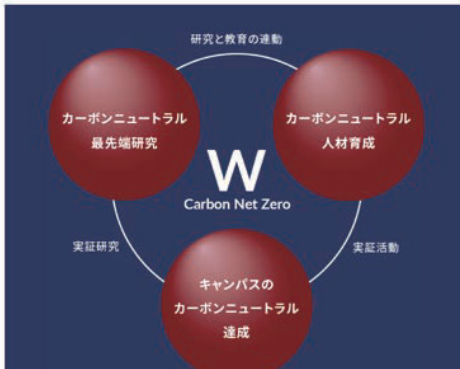 研究と教育の連動
カーボンニュートラル
最先端研究
カーボンニュートラル
人材育成
W
Carbon Net Zero
実証研究
実証活動
キャンパスの
カーボンニュートラル
達成